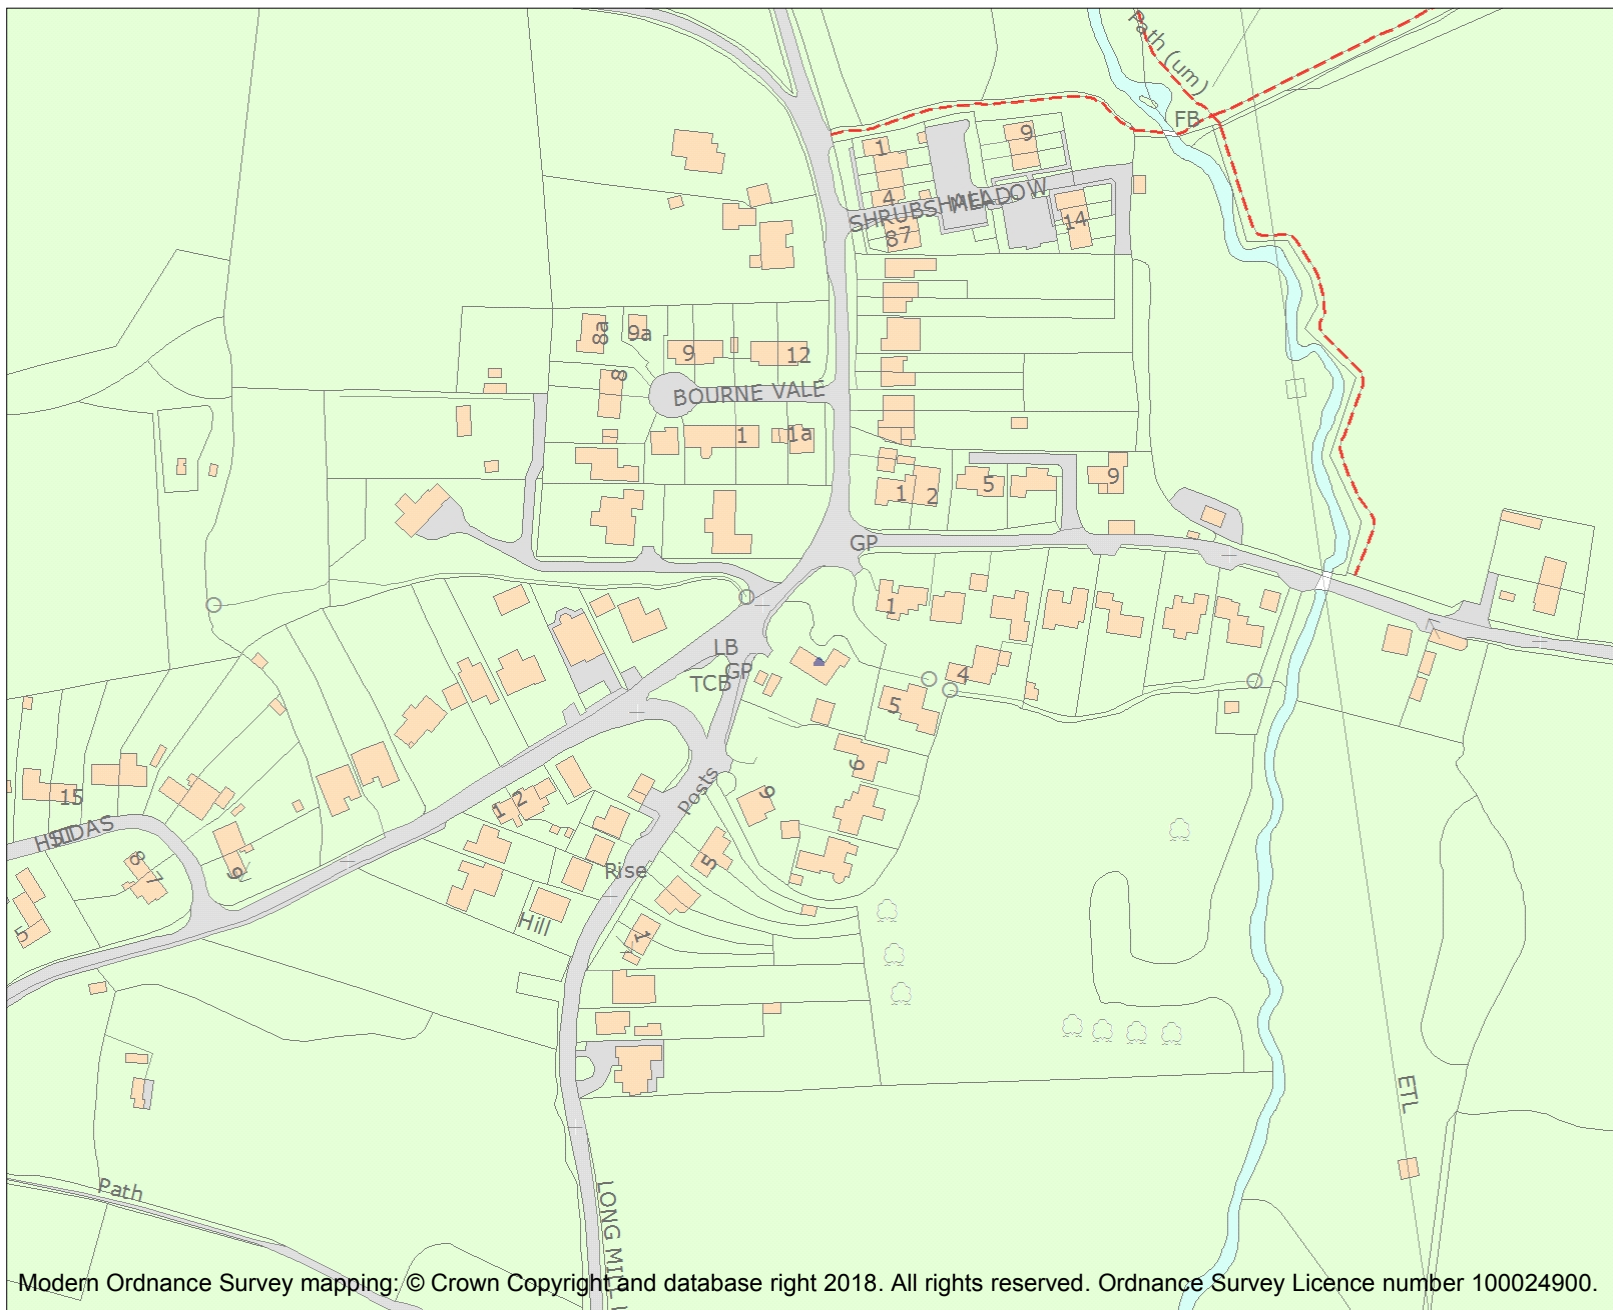 Path (um)
FB
1
9
4
SHRUBSHALL
MEADOW
14
87
8a
9a
9
12
8
BOURNE VALE
1
1a
1
2
5
9
GP
1
LB
GP
TCB
4
5
6
15
9
Posts
1
2
8
7
9
5
Rise
Hill
5
1
ETL
Path
LONG MILL
Modern Ordnance Survey mapping: © Crown Copyright and database right 2018. All rights reserved. Ordnance Survey Licence number 100024900.